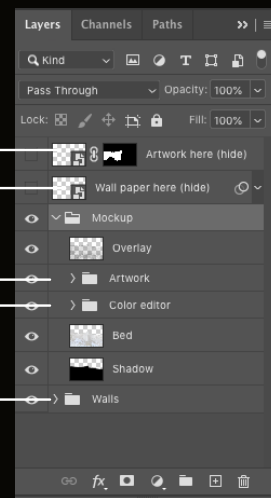 Layers Channels Paths
Kind
Pass Through Opacity: 100%
Lock: Fill: 100%
Artwork here (hide)
Wall paper here (hide)
Mockup
Overlay
Artwork
Color editor
Bed
Shadow
Walls
fx